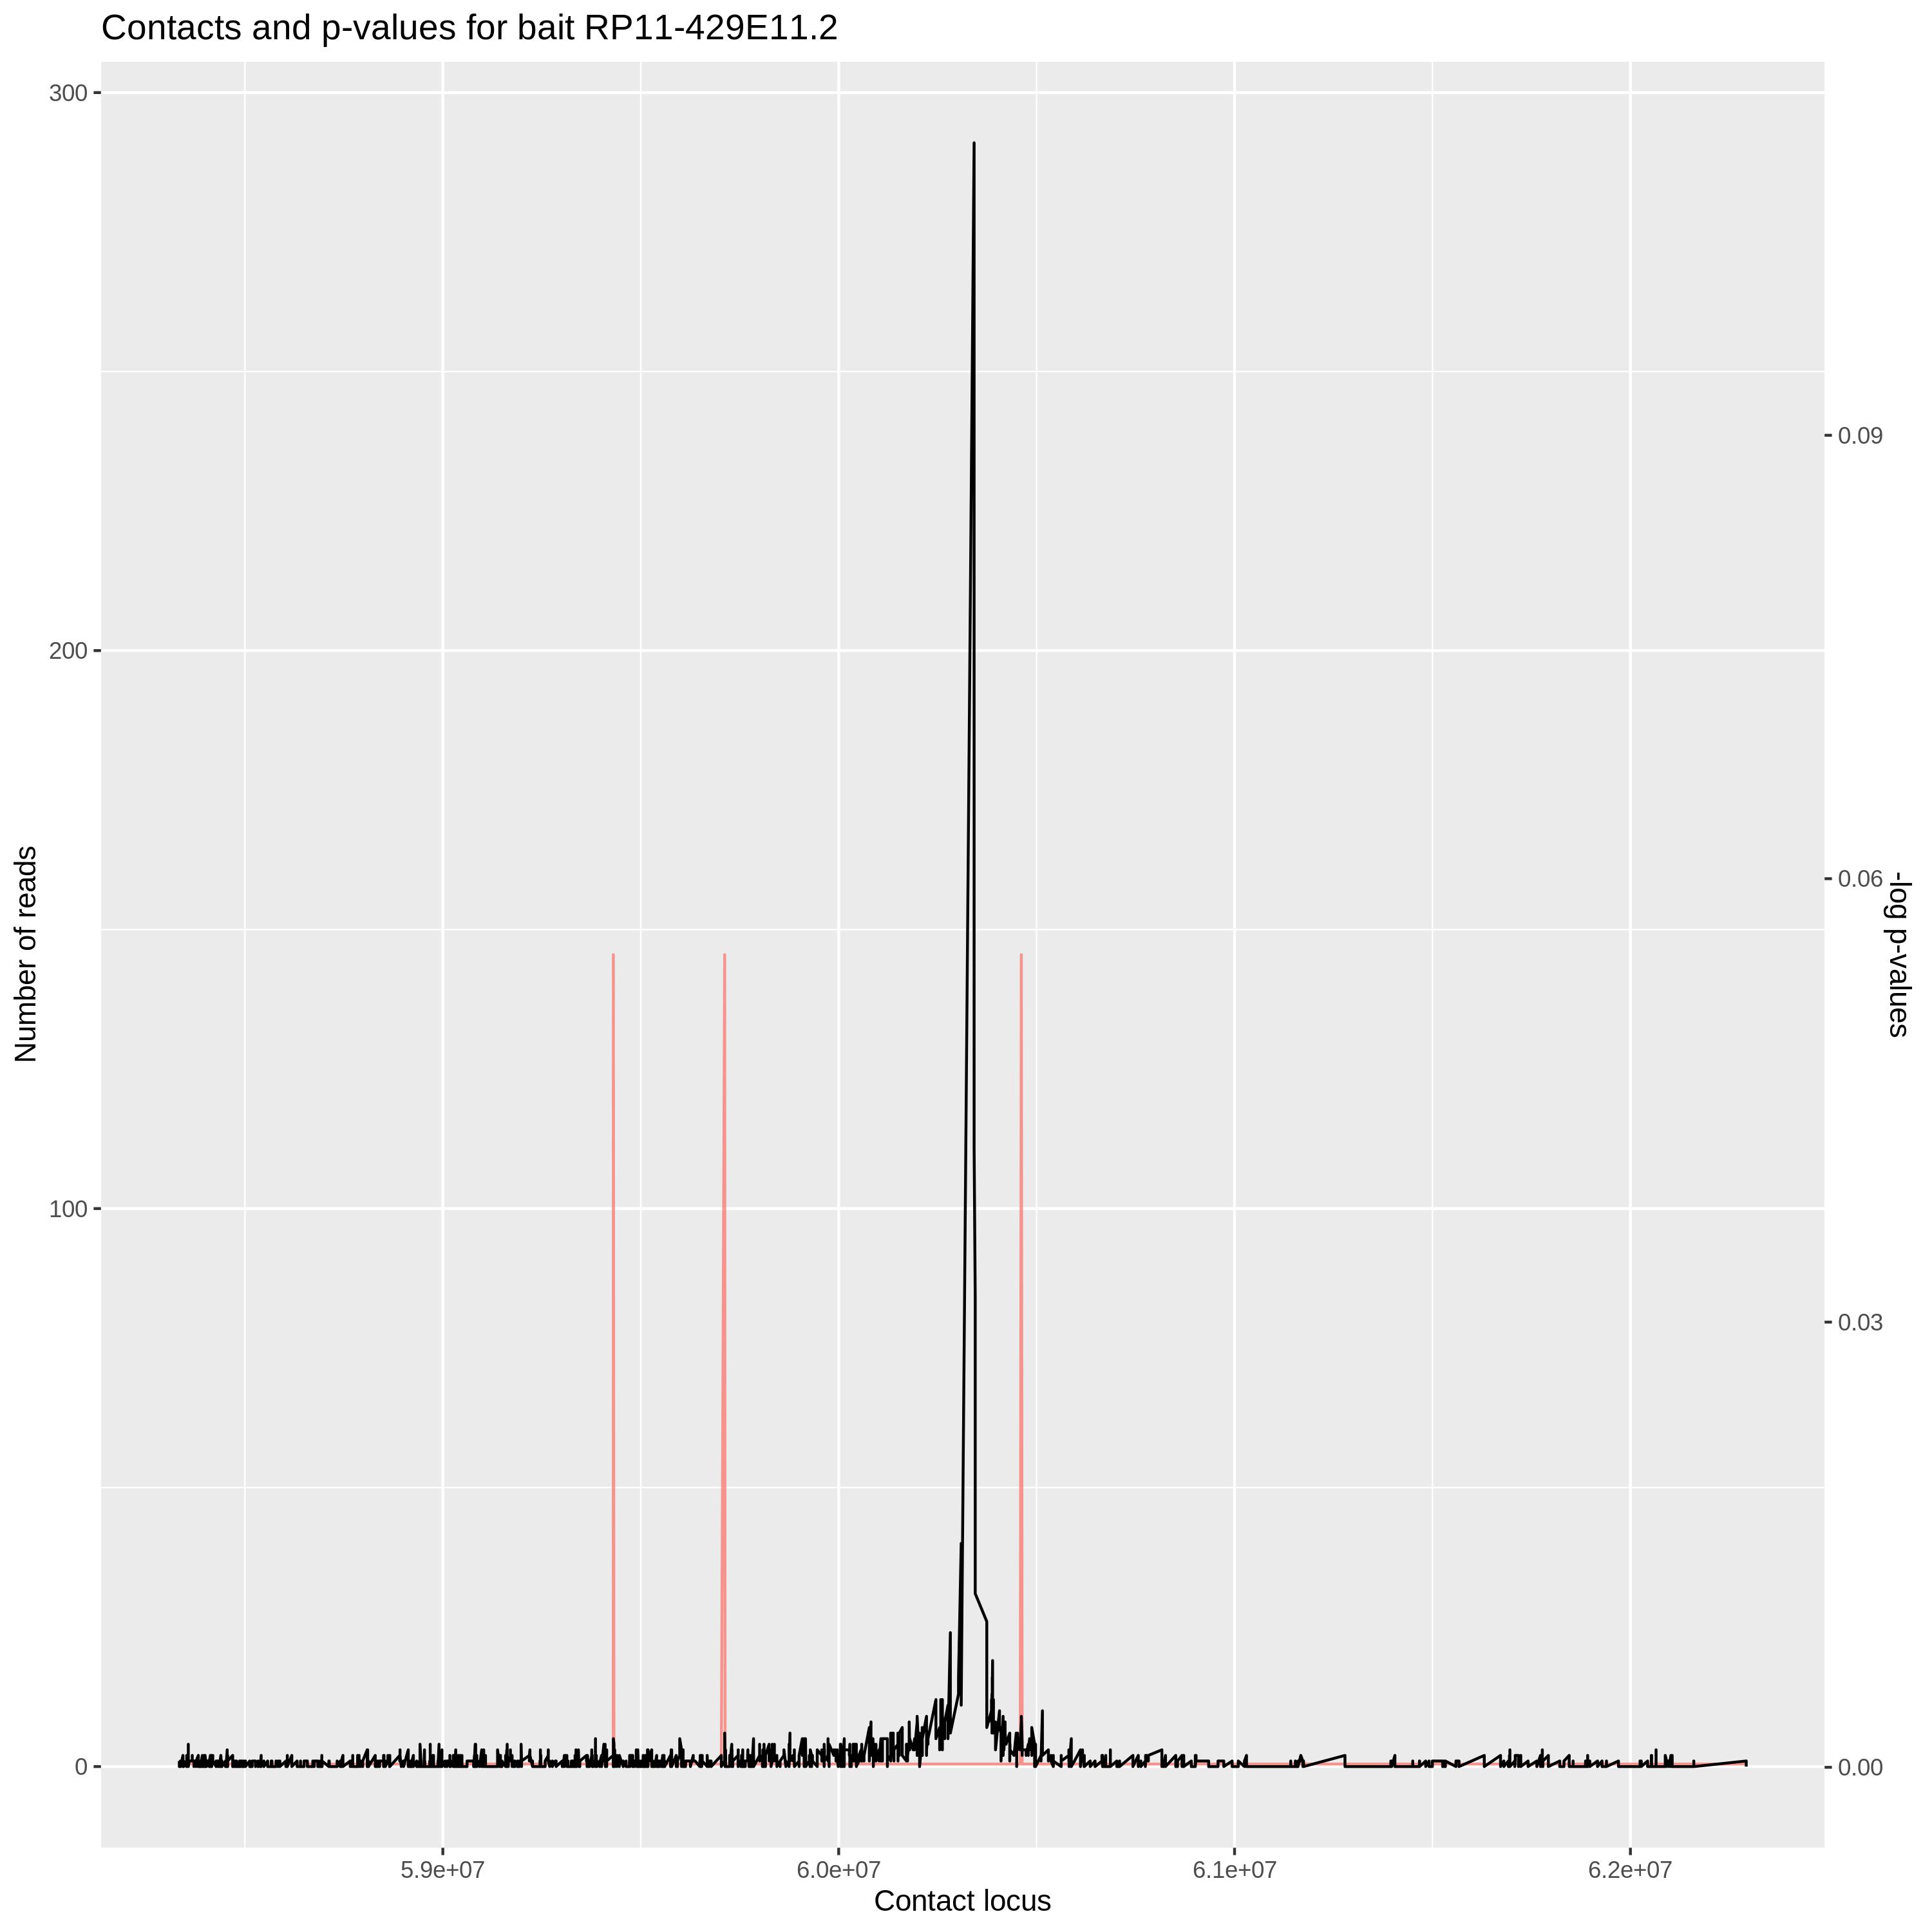 Contacts and p-values for bait RP11-429E11.2
300
200
100
0
Number of reads
0.09
0.06
0.03
0.00
-log p-values
5.9e+07
6.0e+07
6.1e+07
6.2e+07
Contact locus